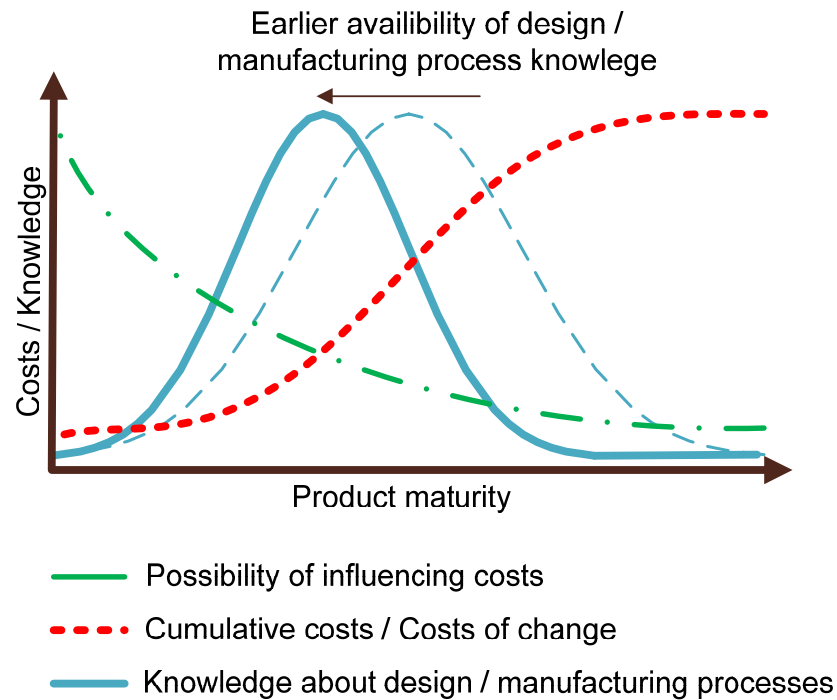 Earlier availibility of design /
manufacturing process knowlege
Costs / Knowledge
Product maturity
Possibility of influencing costs
Cumulative costs / Costs of change
Knowledge about design / manufacturing processes